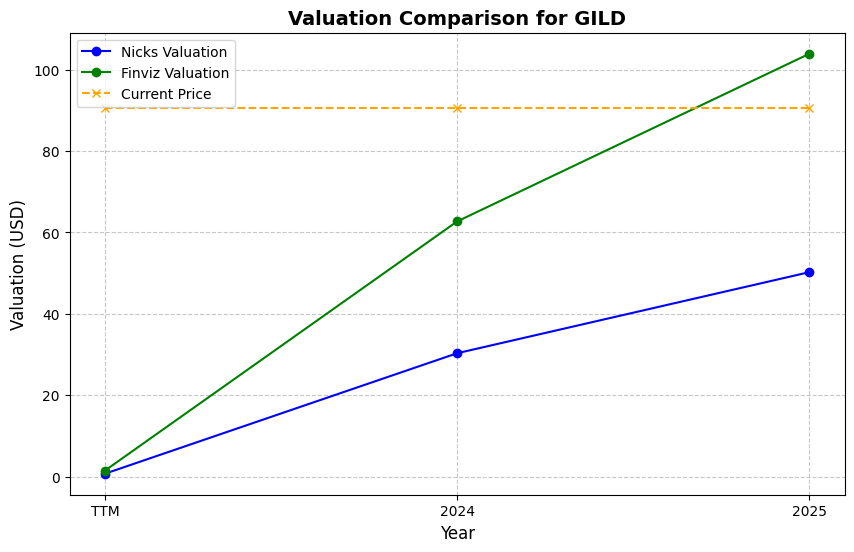 Valuation Comparison for GILD
Nicks Valuation
Finviz Valuation
Current Price
Valuation (USD)
100
80
60
40
20
0
TTM
2024
2025
Year